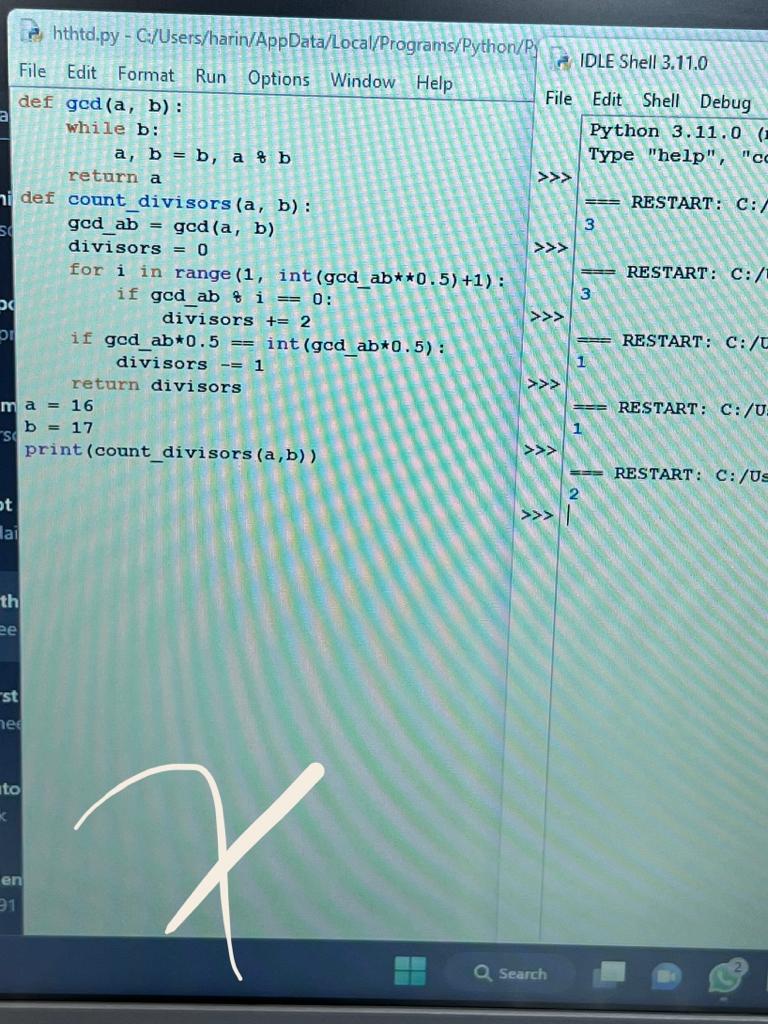 hthtd.py - C:/Users/harin/AppData/Local/Programs/Python/
File Edit Format Run Options Window Help
def gcd(a, b):
    while b:
        a, b = b, a % b
    return a
def count_divisors(a, b):
    gcd_ab = gcd(a, b)
    divisors = 0
    for i in range(1, int(gcd_ab**0.5)+1):
        if gcd_ab % i == 0:
            divisors += 2
    if gcd_ab*0.5 == int(gcd_ab*0.5):
        divisors -= 1
    return divisors
a = 16
b = 17
print(count_divisors(a,b))
IDLE Shell 3.11.0
File Edit Shell Debug
Python 3.11.0
Type "help",
>>>
=== RESTART: C:/
3
>>>
=== RESTART: C:/
3
>>>
=== RESTART: C:/U
1
>>>
=== RESTART: C:/U
1
>>>
=== RESTART: C:/Us
2
>>>
Search
2